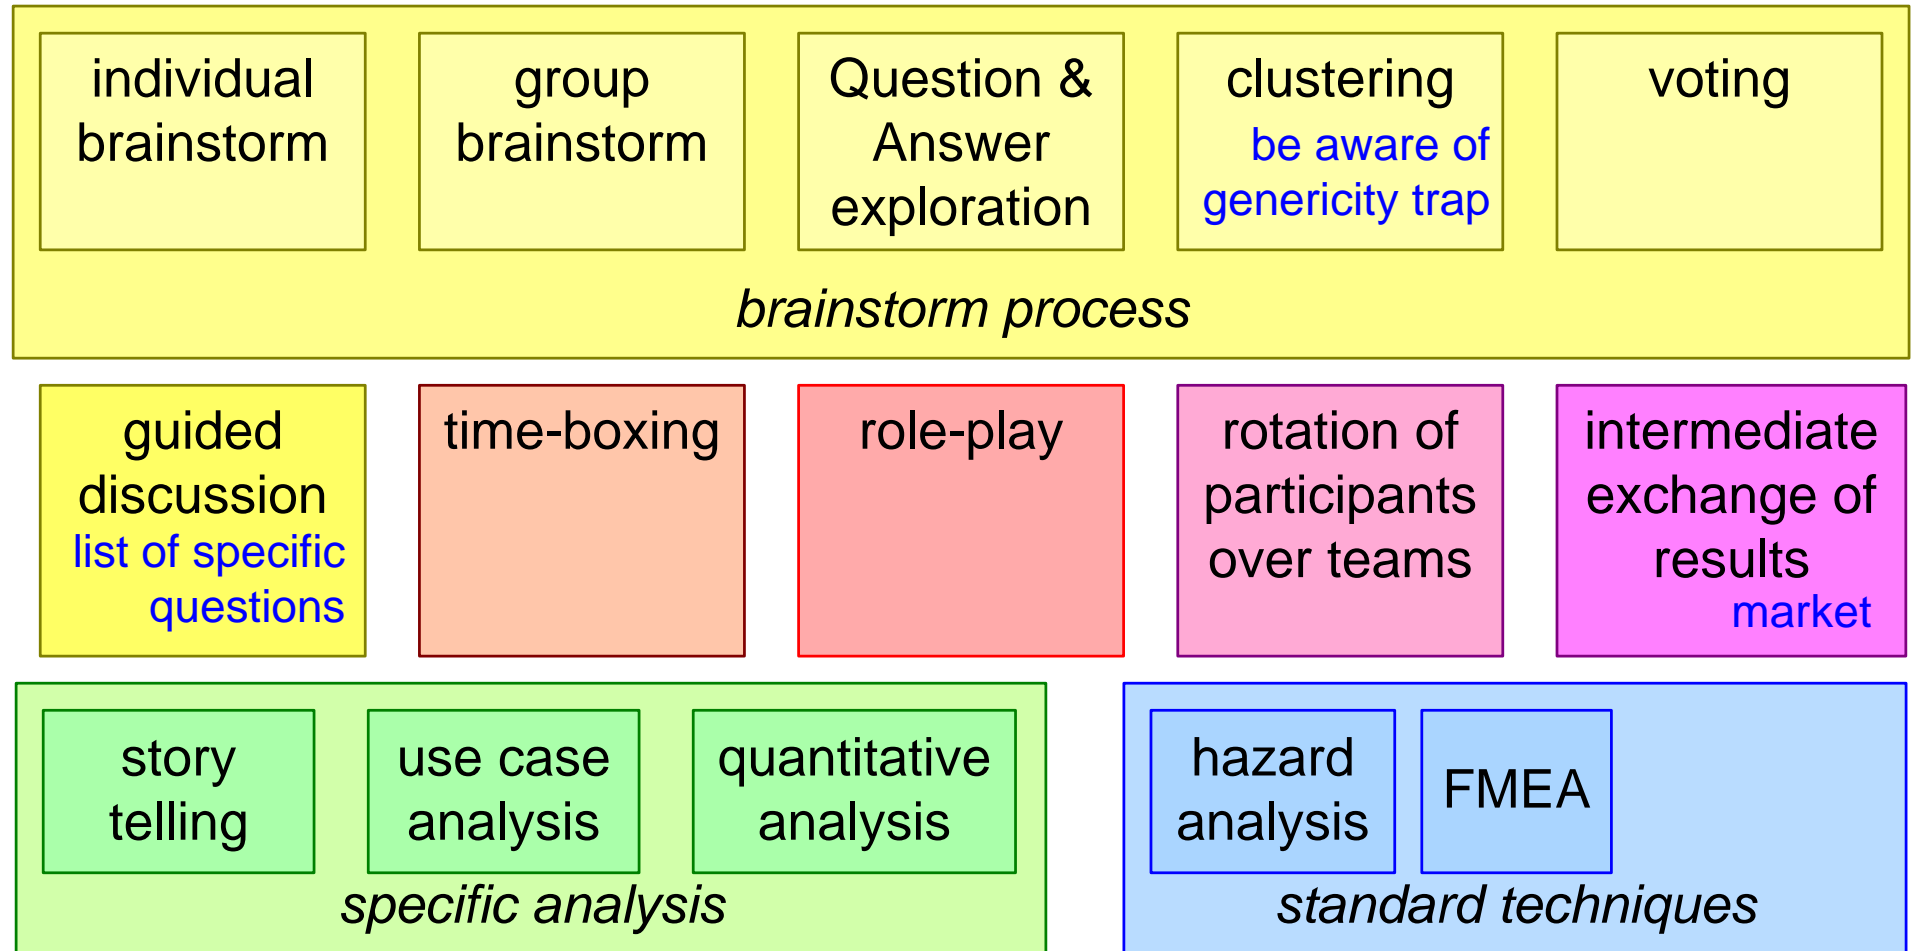 individual
brainstorm
group
brainstorm
Question &
Answer
exploration
clustering
be aware of
genericity trap
voting
brainstorm process
guided
discussion
list of specific
questions
time-boxing
role-play
rotation of
participants
over teams
intermediate
exchange of
results
market
story
telling
use case
analysis
quantitative
analysis
specific analysis
hazard
analysis
FMEA
standard techniques